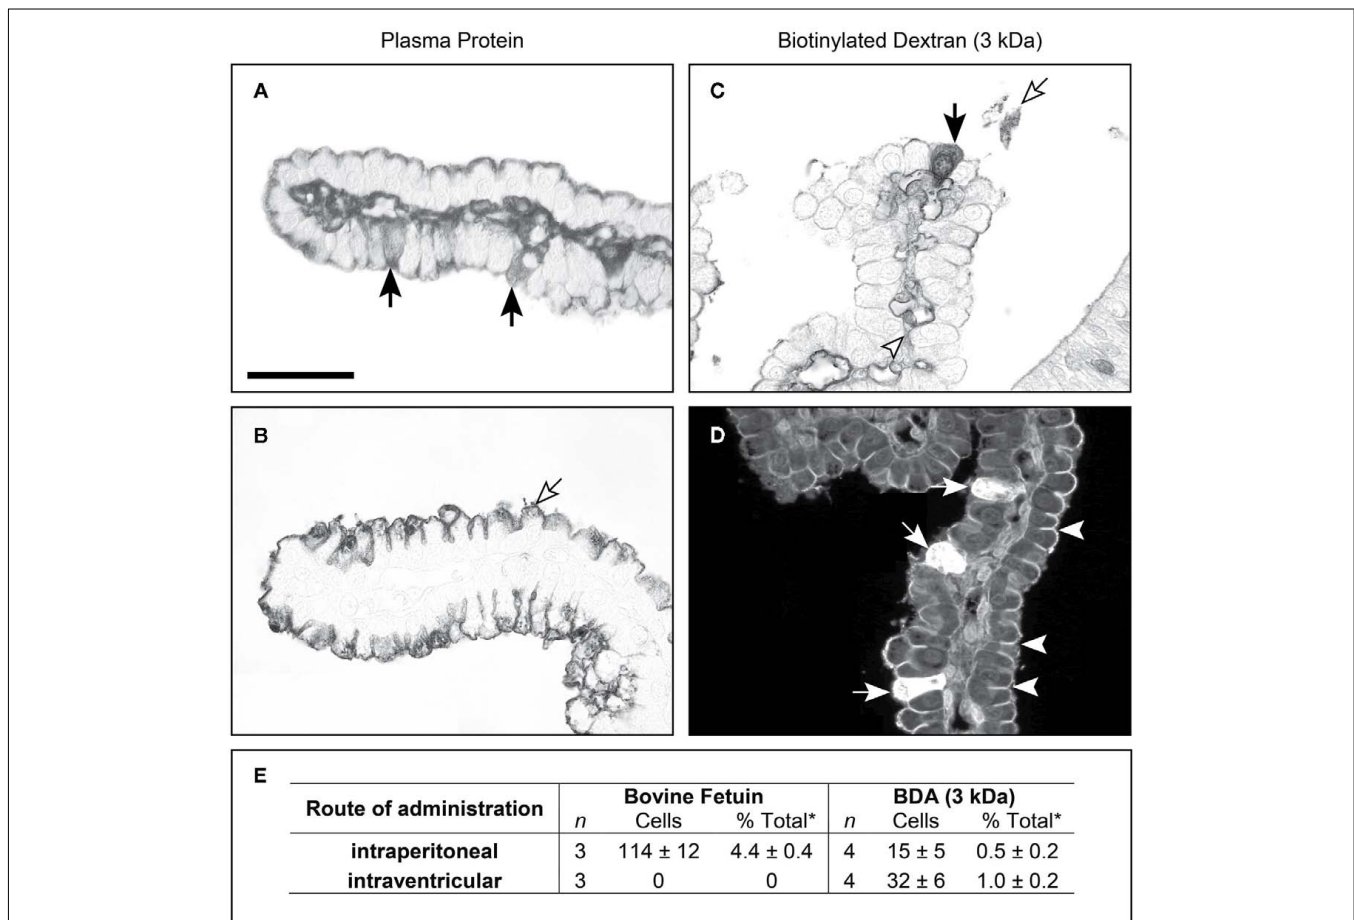 Plasma Protein
Biotinylated Dextran (3 kDa)
A
C
B
D
E
Route of administration
Bovine Fetuin
BDA (3 kDa)
n Cells % Total* n Cells % Total*
intraperitoneal 3 114 ± 12 4.4 ± 0.4 4 15 ± 5 0.5 ± 0.2
intraventricular 3 0 0 4 32 ± 6 1.0 ± 0.2